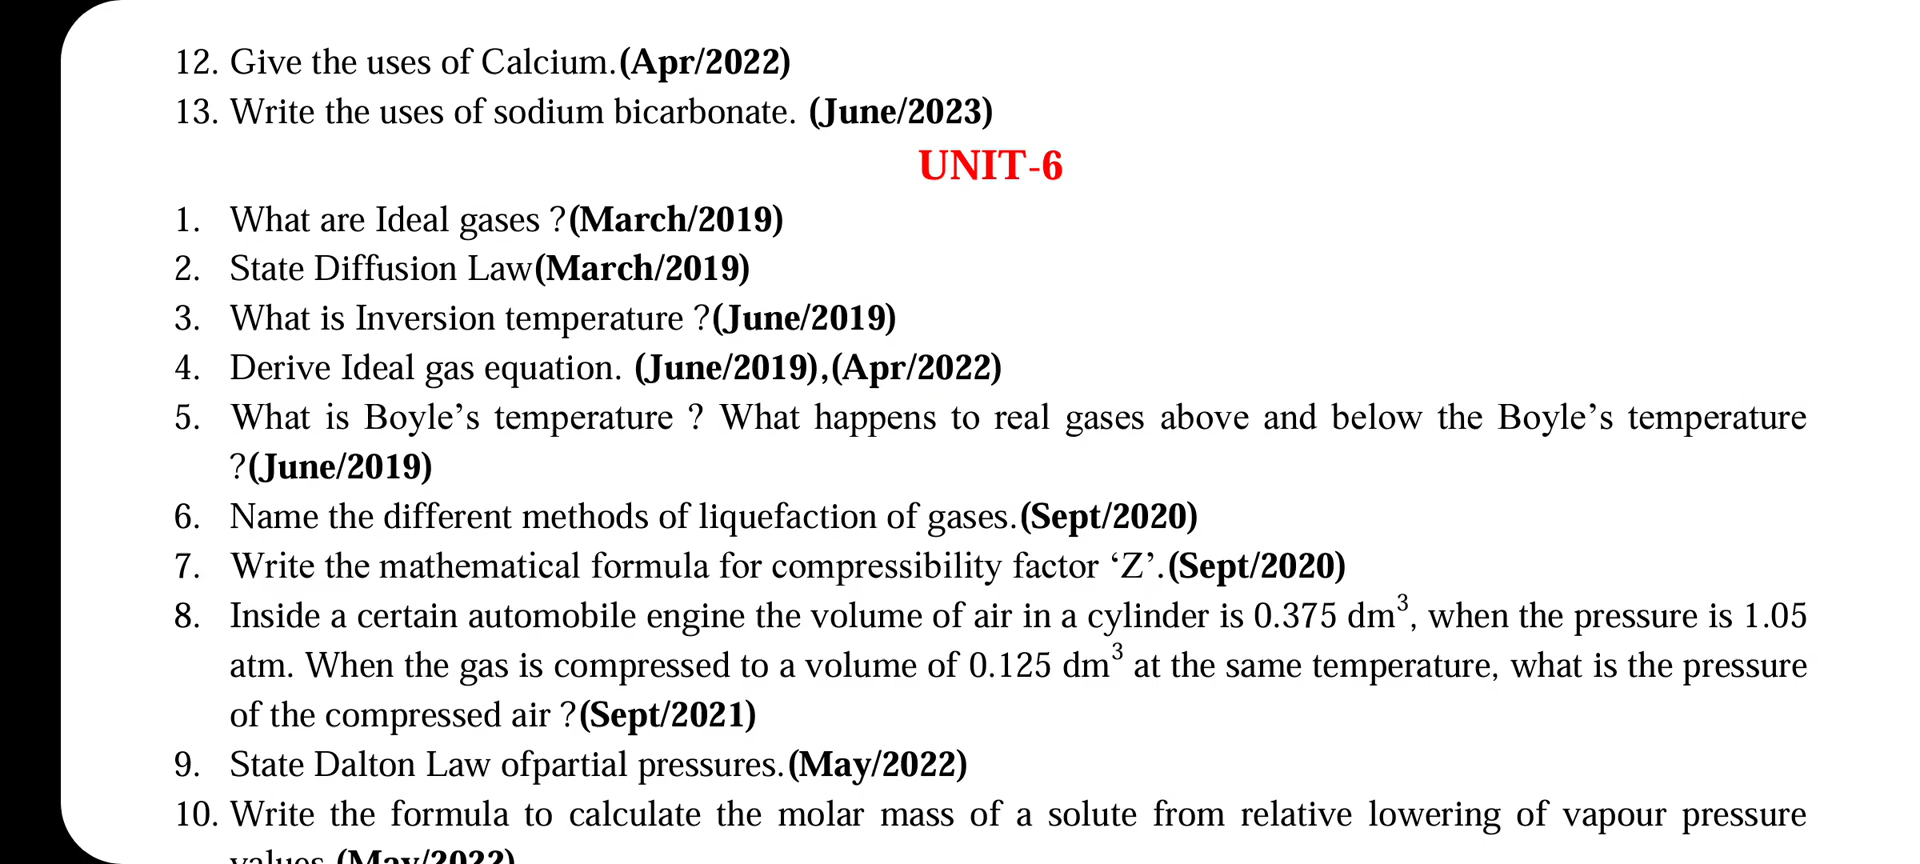 12. Give the uses of Calcium.(Apr/2022)
13. Write the uses of sodium bicarbonate. (June/2023)
UNIT-6
1. What are Ideal gases ?(March/2019)
2. State Diffusion Law(March/2019)
3. What is Inversion temperature ?(June/2019)
4. Derive Ideal gas equation. (June/2019),(Apr/2022)
5. What is Boyle’s temperature ? What happens to real gases above and below the Boyle’s temperature
?(June/2019)
6. Name the different methods of liquefaction of gases.(Sept/2020)
7. Write the mathematical formula for compressibility factor ‘Z’.(Sept/2020)
8. Inside a certain automobile engine the volume of air in a cylinder is 0.375 dm³, when the pressure is 1.05
atm. When the gas is compressed to a volume of 0.125 dm³ at the same temperature, what is the pressure
of the compressed air ?(Sept/2021)
9. State Dalton Law ofpartial pressures.(May/2022)
10. Write the formula to calculate the molar mass of a solute from relative lowering of vapour pressure
values.(May/2022)